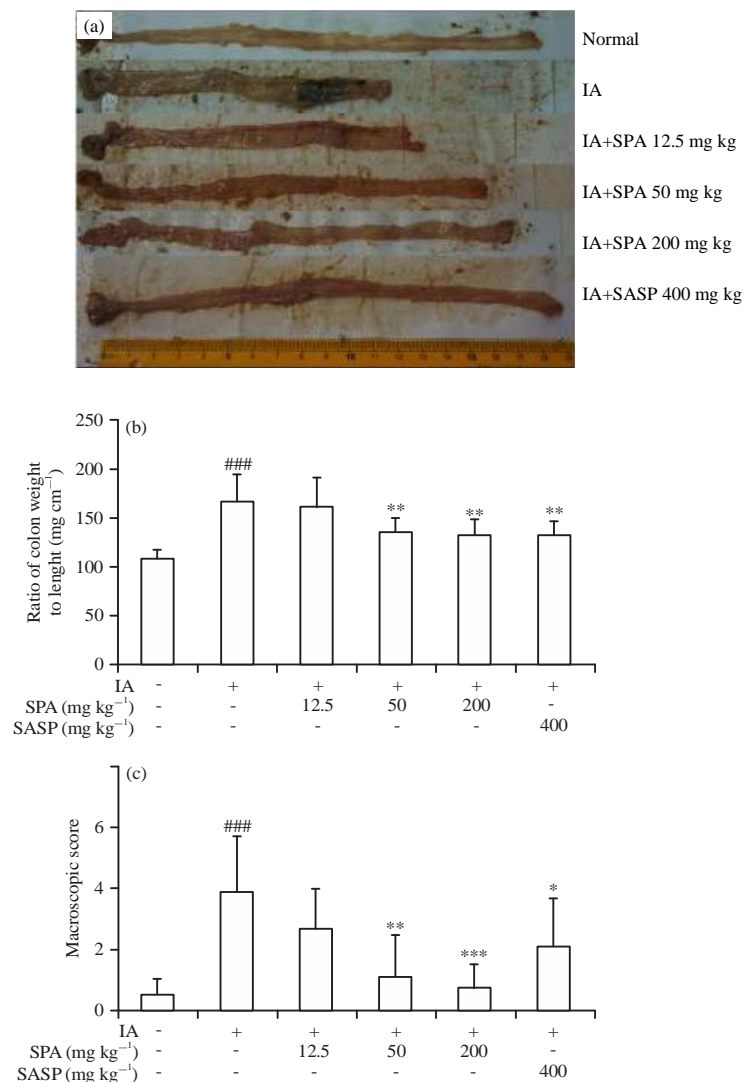 (a)
Normal
IA
IA+SPA 12.5 mg kg
IA+SPA 50 mg kg
IA+SPA 200 mg kg
IA+SASP 400 mg kg
10
(b)
Ratio of colon weight
to lenght (mg cm⁻¹)
250
200
150
100
50
0
###
** ** **
IA - + + + + +
SPA (mg kg⁻¹) - - 12.5 50 200 -
SASP (mg kg⁻¹) - - - - - 400
(c)
Macroscopic score
6
4
2
0
###
** *** *
IA - + + + + +
SPA (mg kg⁻¹) - - 12.5 50 200 -
SASP (mg kg⁻¹) - - - - - 400